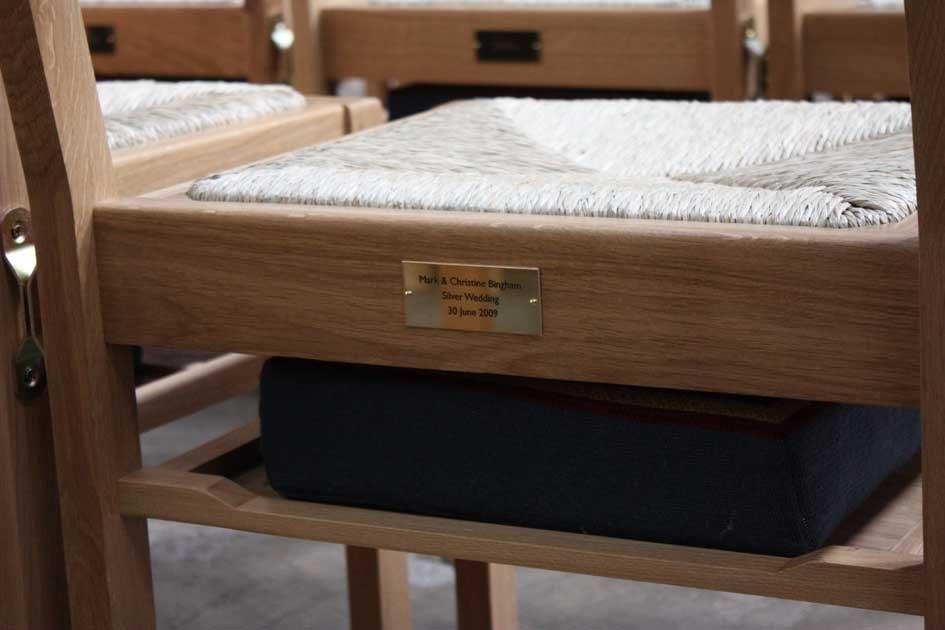 Mark & Christine Bingham
Silver Wedding
30 June 2009